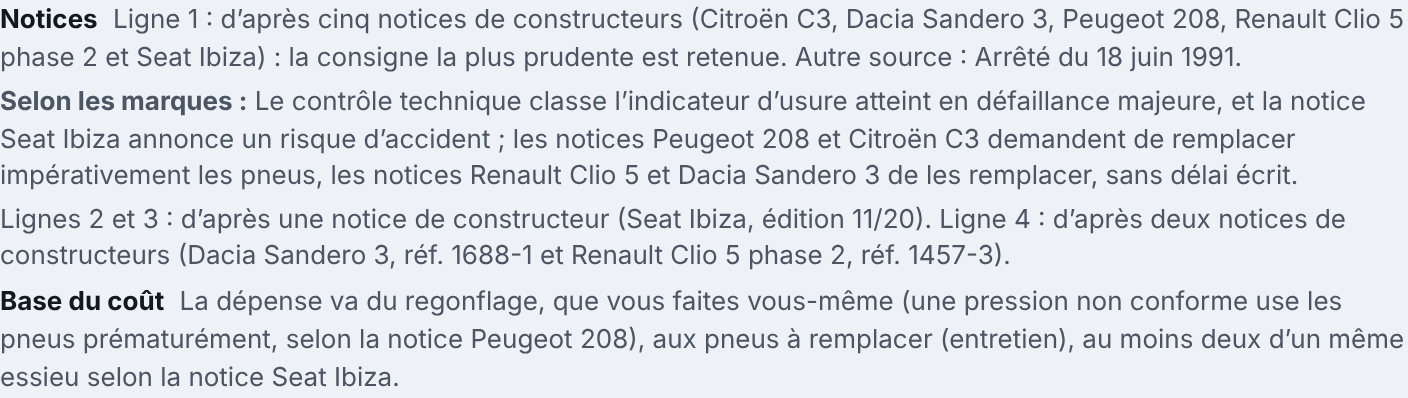 Notices Ligne 1 : d’après cinq notices de constructeurs (Citroën C3, Dacia Sandero 3, Peugeot 208, Renault Clio 5
phase 2 et Seat Ibiza) : la consigne la plus prudente est retenue. Autre source : Arrêté du 18 juin 1991.
Selon les marques : Le contrôle technique classe l’indicateur d’usure atteint en défaillance majeure, et la notice
Seat Ibiza annonce un risque d’accident ; les notices Peugeot 208 et Citroën C3 demandent de remplacer
impérativement les pneus, les notices Renault Clio 5 et Dacia Sandero 3 de les remplacer, sans délai écrit.
Lignes 2 et 3 : d’après une notice de constructeur (Seat Ibiza, édition 11/20). Ligne 4 : d’après deux notices de
constructeurs (Dacia Sandero 3, réf. 1688-1 et Renault Clio 5 phase 2, réf. 1457-3).
Base du coût La dépense va du regonflage, que vous faites vous-même (une pression non conforme use les
pneus prématurément, selon la notice Peugeot 208), aux pneus à remplacer (entretien), au moins deux d’un même
essieu selon la notice Seat Ibiza.